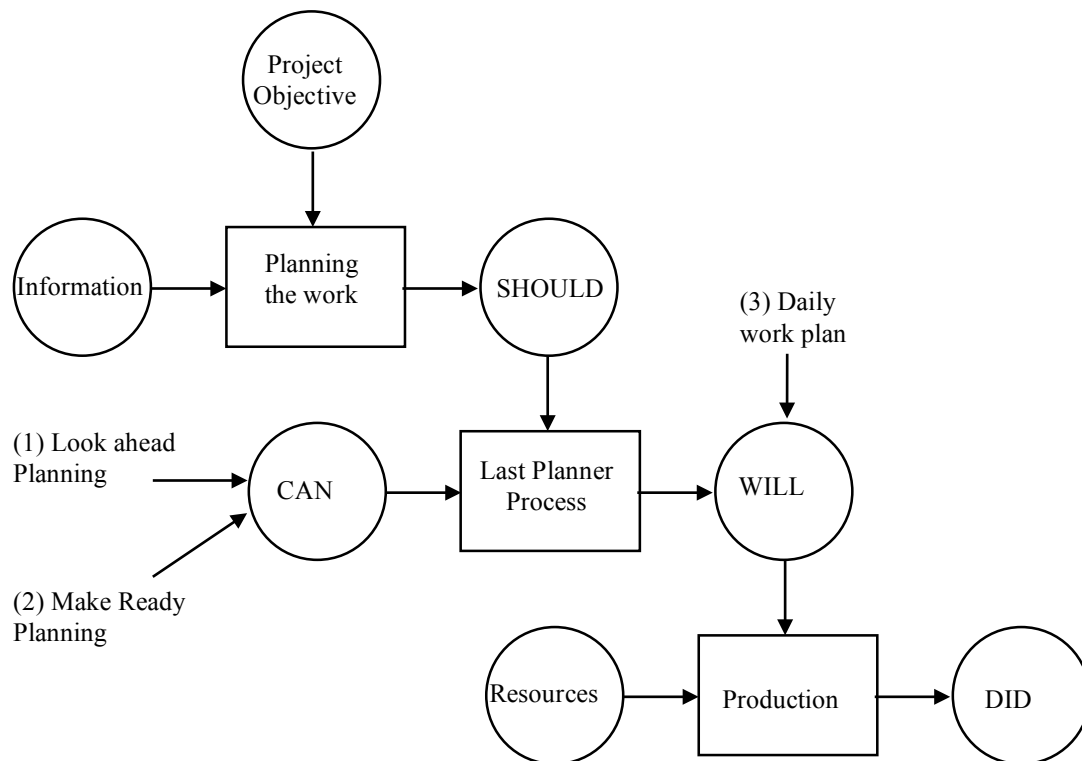 Project
Objective
Information
Planning
the work
SHOULD
(3) Daily
work plan
(1) Look ahead
Planning
CAN
Last Planner
Process
WILL
(2) Make Ready
Planning
Resources
Production
DID